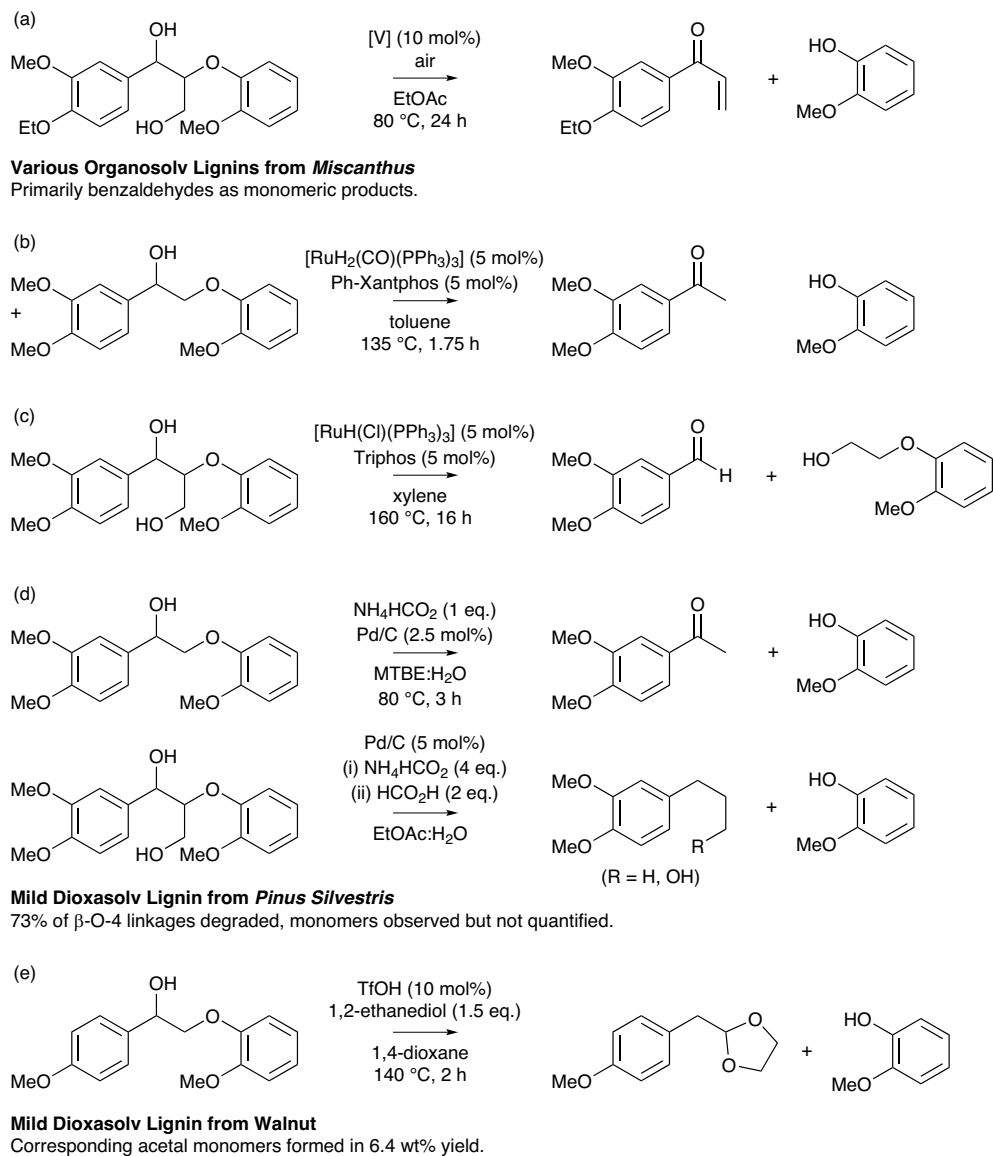 (a)
OH
MeO
O
EtO
HO
MeO
[V] (10 mol%)
air
EtOAc
80 °C, 24 h
O
MeO
EtO
+
HO
MeO
Various Organosolv Lignins from Miscanthus
Primarily benzaldehydes as monomeric products.
(b)
OH
MeO
O
+
MeO
MeO
[RuH₂(CO)(PPh₃)₃] (5 mol%)
Ph-Xantphos (5 mol%)
toluene
135 °C, 1.75 h
O
MeO
MeO
HO
MeO
(c)
OH
MeO
O
MeO
HO
MeO
[RuH(Cl)(PPh₃)₃] (5 mol%)
Triphos (5 mol%)
xylene
160 °C, 16 h
O
MeO
H
MeO
+
O
HO
MeO
(d)
OH
MeO
O
MeO
MeO
NH₄HCO₂ (1 eq.)
Pd/C (2.5 mol%)
MTBE:H₂O
80 °C, 3 h
O
MeO
MeO
+
HO
MeO
OH
MeO
O
MeO
HO
MeO
Pd/C (5 mol%)
(i) NH₄HCO₂ (4 eq.)
(ii) HCO₂H (2 eq.)
EtOAc:H₂O
MeO
MeO
R
(R = H, OH)
+
HO
MeO
Mild Dioxasolv Lignin from Pinus Silvestris
73% of β-O-4 linkages degraded, monomers observed but not quantified.
(e)
OH
O
MeO
MeO
TfOH (10 mol%)
1,2-ethanediol (1.5 eq.)
1,4-dioxane
140 °C, 2 h
O
O
MeO
+
HO
MeO
Mild Dioxasolv Lignin from Walnut
Corresponding acetal monomers formed in 6.4 wt% yield.